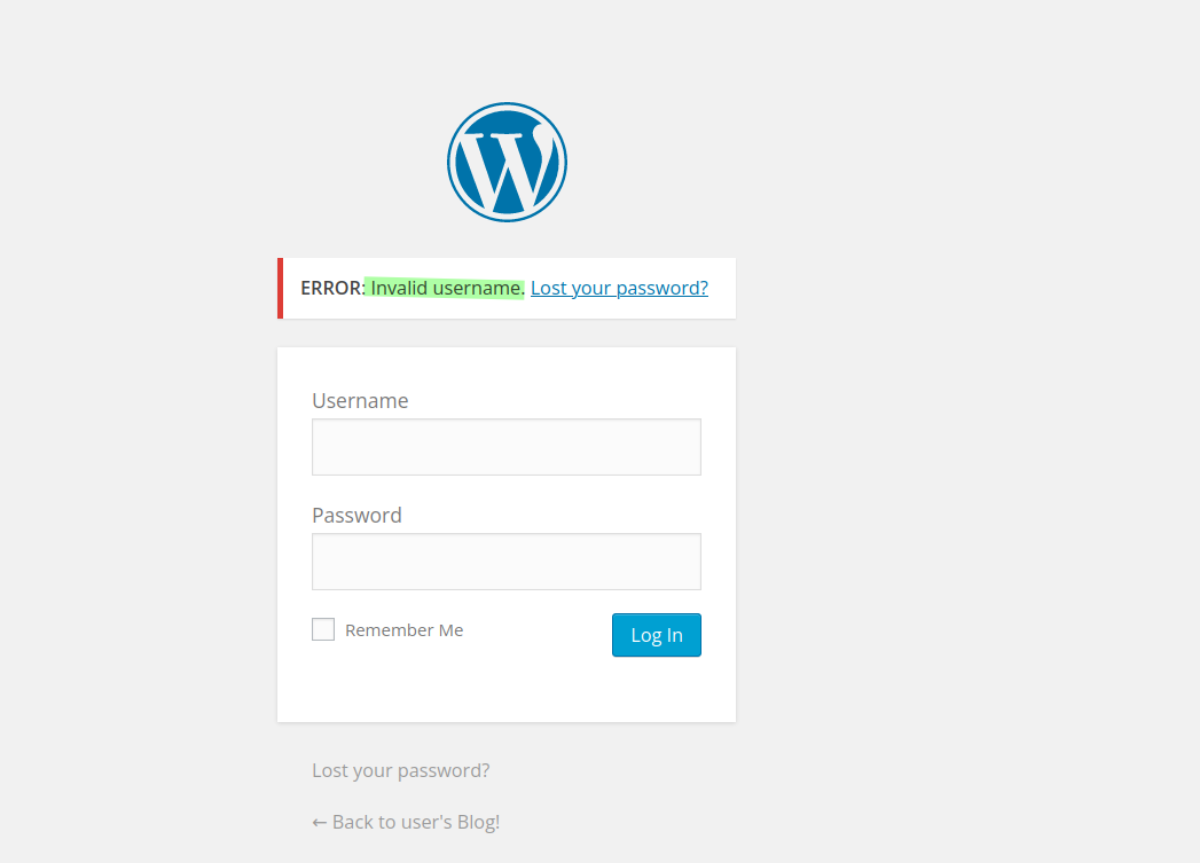 ERROR: Invalid username. Lost your password?
Username
Password
Remember Me
Log In
Lost your password?
← Back to user's Blog!